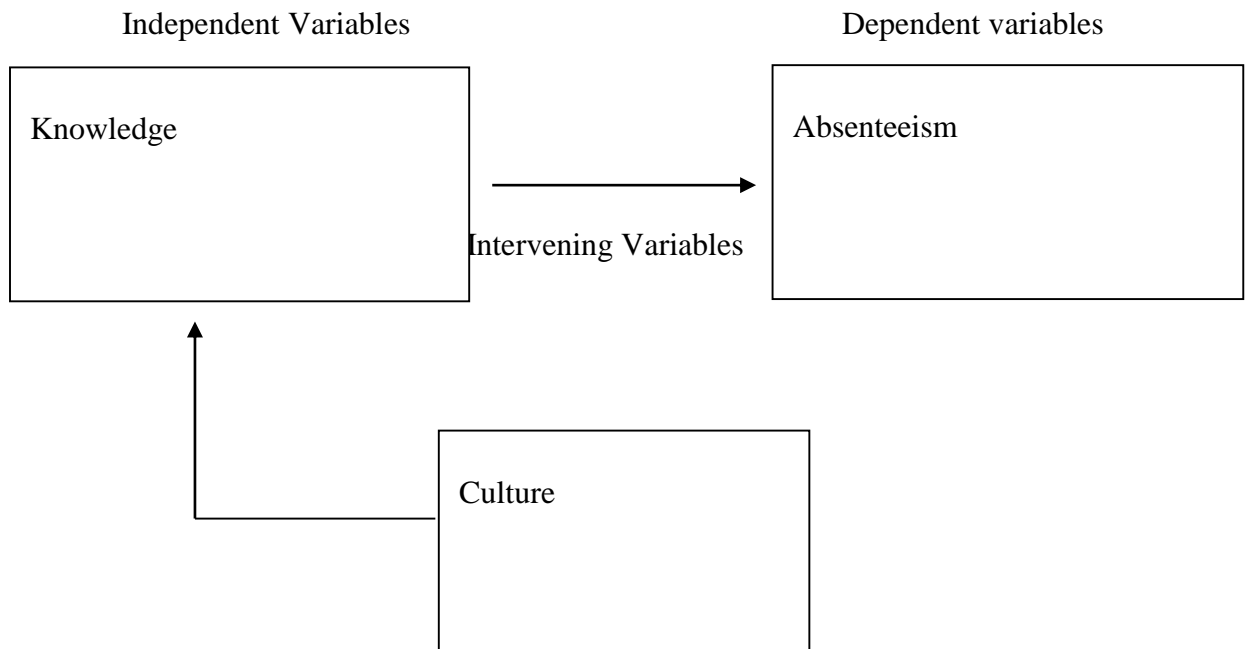 Independent Variables
Dependent variables
Knowledge
Absenteeism
Intervening Variables
Culture